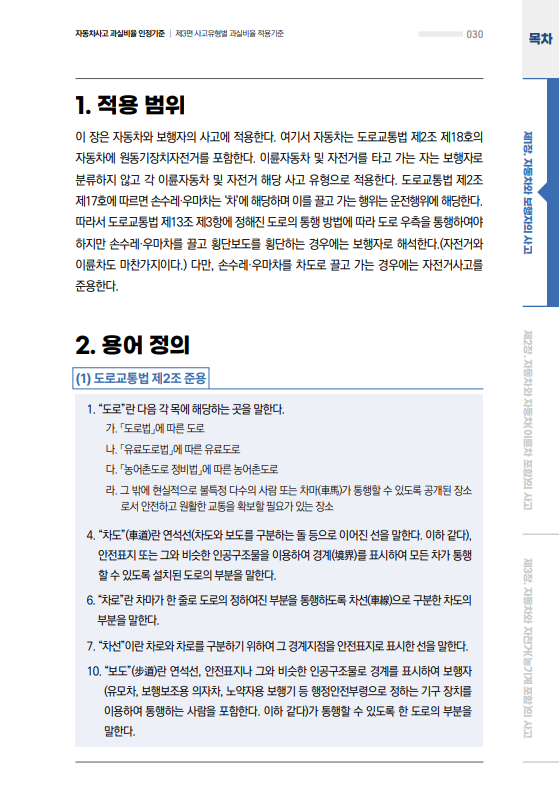 자동차사고 과실비율 인정기준 | 제3편 사고유형별 과실비율 적용기준
030
목차
1. 적용 범위
이 장은 자동차와 보행자의 사고에 적용한다. 여기서 자동차는 도로교통법 제2조 제18호의
자동차에 원동기장치자전거를 포함한다. 이륜자동차 및 자전거를 타고 가는 자는 보행자로
분류하지 않고 각 이륜자동차 및 자전거 해당 사고 유형으로 적용한다. 도로교통법 제2조
제17호에 따르면 손수레·우마차는 ‘차’에 해당하며 이를 끌고 가는 행위는 운전행위에 해당한다.
따라서 도로교통법 제13조 제3항에 정해진 도로의 통행 방법에 따라 도로 우측을 통행하여야
하지만 손수레·우마차를 끌고 횡단보도를 횡단하는 경우에는 보행자로 해석한다.(자전거와
이륜차도 마찬가지이다.) 다만, 손수레·우마차를 차도로 끌고 가는 경우에는 자전거사고를
준용한다.
2. 용어 정의
(1) 도로교통법 제2조 준용
1. “도로”란 다음 각 목에 해당하는 곳을 말한다.
가. 「도로법」에 따른 도로
나. 「유료도로법」에 따른 유료도로
다. 「농어촌도로 정비법」에 따른 농어촌도로
라. 그 밖에 현실적으로 불특정 다수의 사람 또는 차마(車馬)가 통행할 수 있도록 공개된 장소
로서 안전하고 원활한 교통을 확보할 필요가 있는 장소
4. “차도”(車道)란 연석선(차도와 보도를 구분하는 돌 등으로 이어진 선을 말한다. 이하 같다),
안전표지 또는 그와 비슷한 인공구조물을 이용하여 경계(境界)를 표시하여 모든 차가 통행
할 수 있도록 설치된 도로의 부분을 말한다.
6. “차로”란 차마가 한 줄로 도로의 정하여진 부분을 통행하도록 차선(車線)으로 구분한 차도의
부분을 말한다.
7. “차선”이란 차로와 차로를 구분하기 위하여 그 경계지점을 안전표지로 표시한 선을 말한다.
10. “보도”(步道)란 연석선, 안전표지나 그와 비슷한 인공구조물로 경계를 표시하여 보행자
(유모차, 보행보조용 의자차, 노약자용 보행기 등 행정안전부령으로 정하는 기구 장치를
이용하여 통행하는 사람을 포함한다. 이하 같다)가 통행할 수 있도록 한 도로의 부분을
말한다.
제1장. 자동차와 보행자의 사고
제2장. 자동차와 자동차(이륜차 포함)의 사고
제3장. 자동차와 자전거(농기계 포함)의 사고